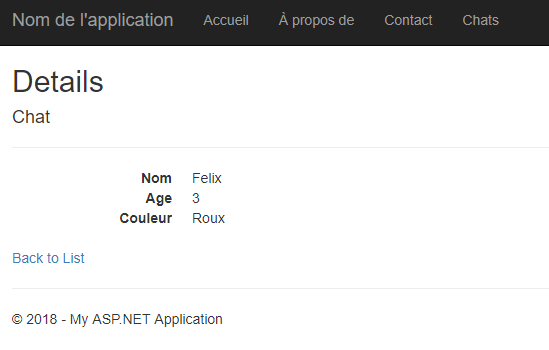 Nom de l'application Accueil À propos de Contact Chats
Details
Chat
Nom Felix
Age 3
Couleur Roux
Back to List
© 2018 - My ASP.NET Application